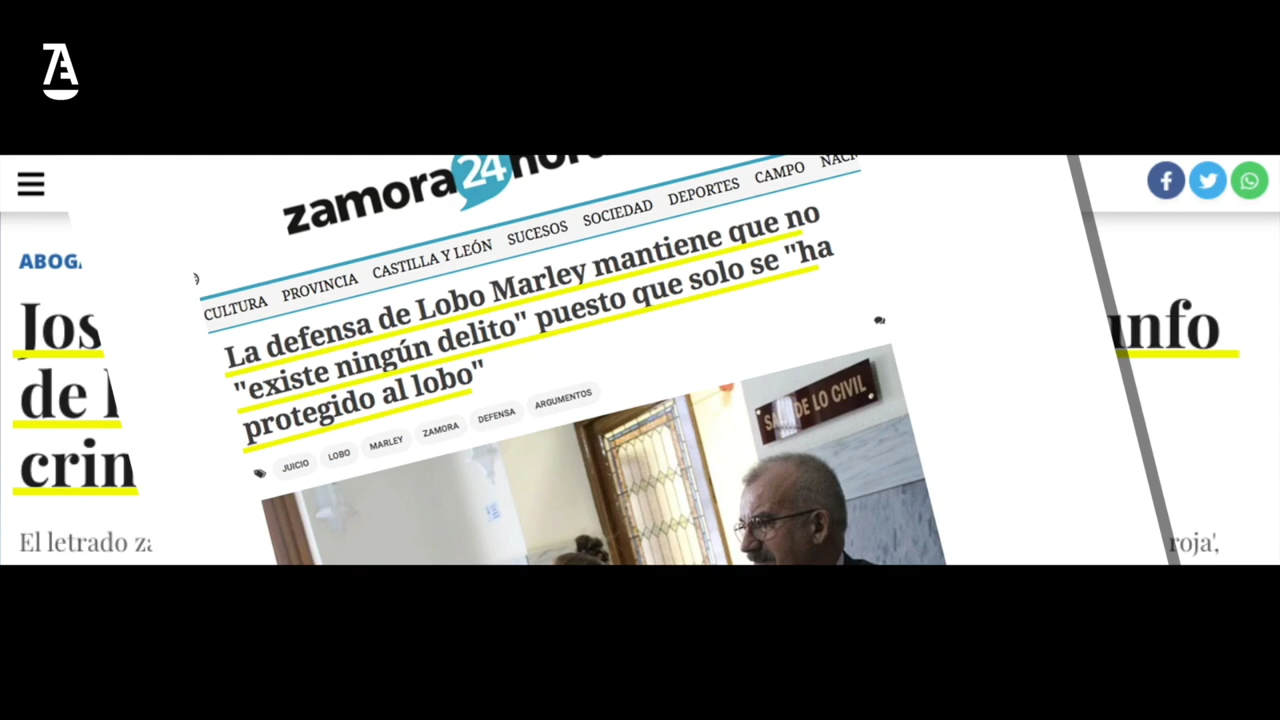 zamora24hor
CULTURA PROVINCIA CASTILLA Y LEÓN SUCESOS SOCIEDAD DEPORTES CAMPO
La defensa de Lobo Marley mantiene que no
"existe ningún delito" puesto que solo se "ha
protegido al lobo"
JUICIO LOBO MARLEY ZAMORA DEFENSA ARGUMENTOS
DE LO CIVIL
ABOG
Jos
unfo
de l
crin
El letrado za
roja',